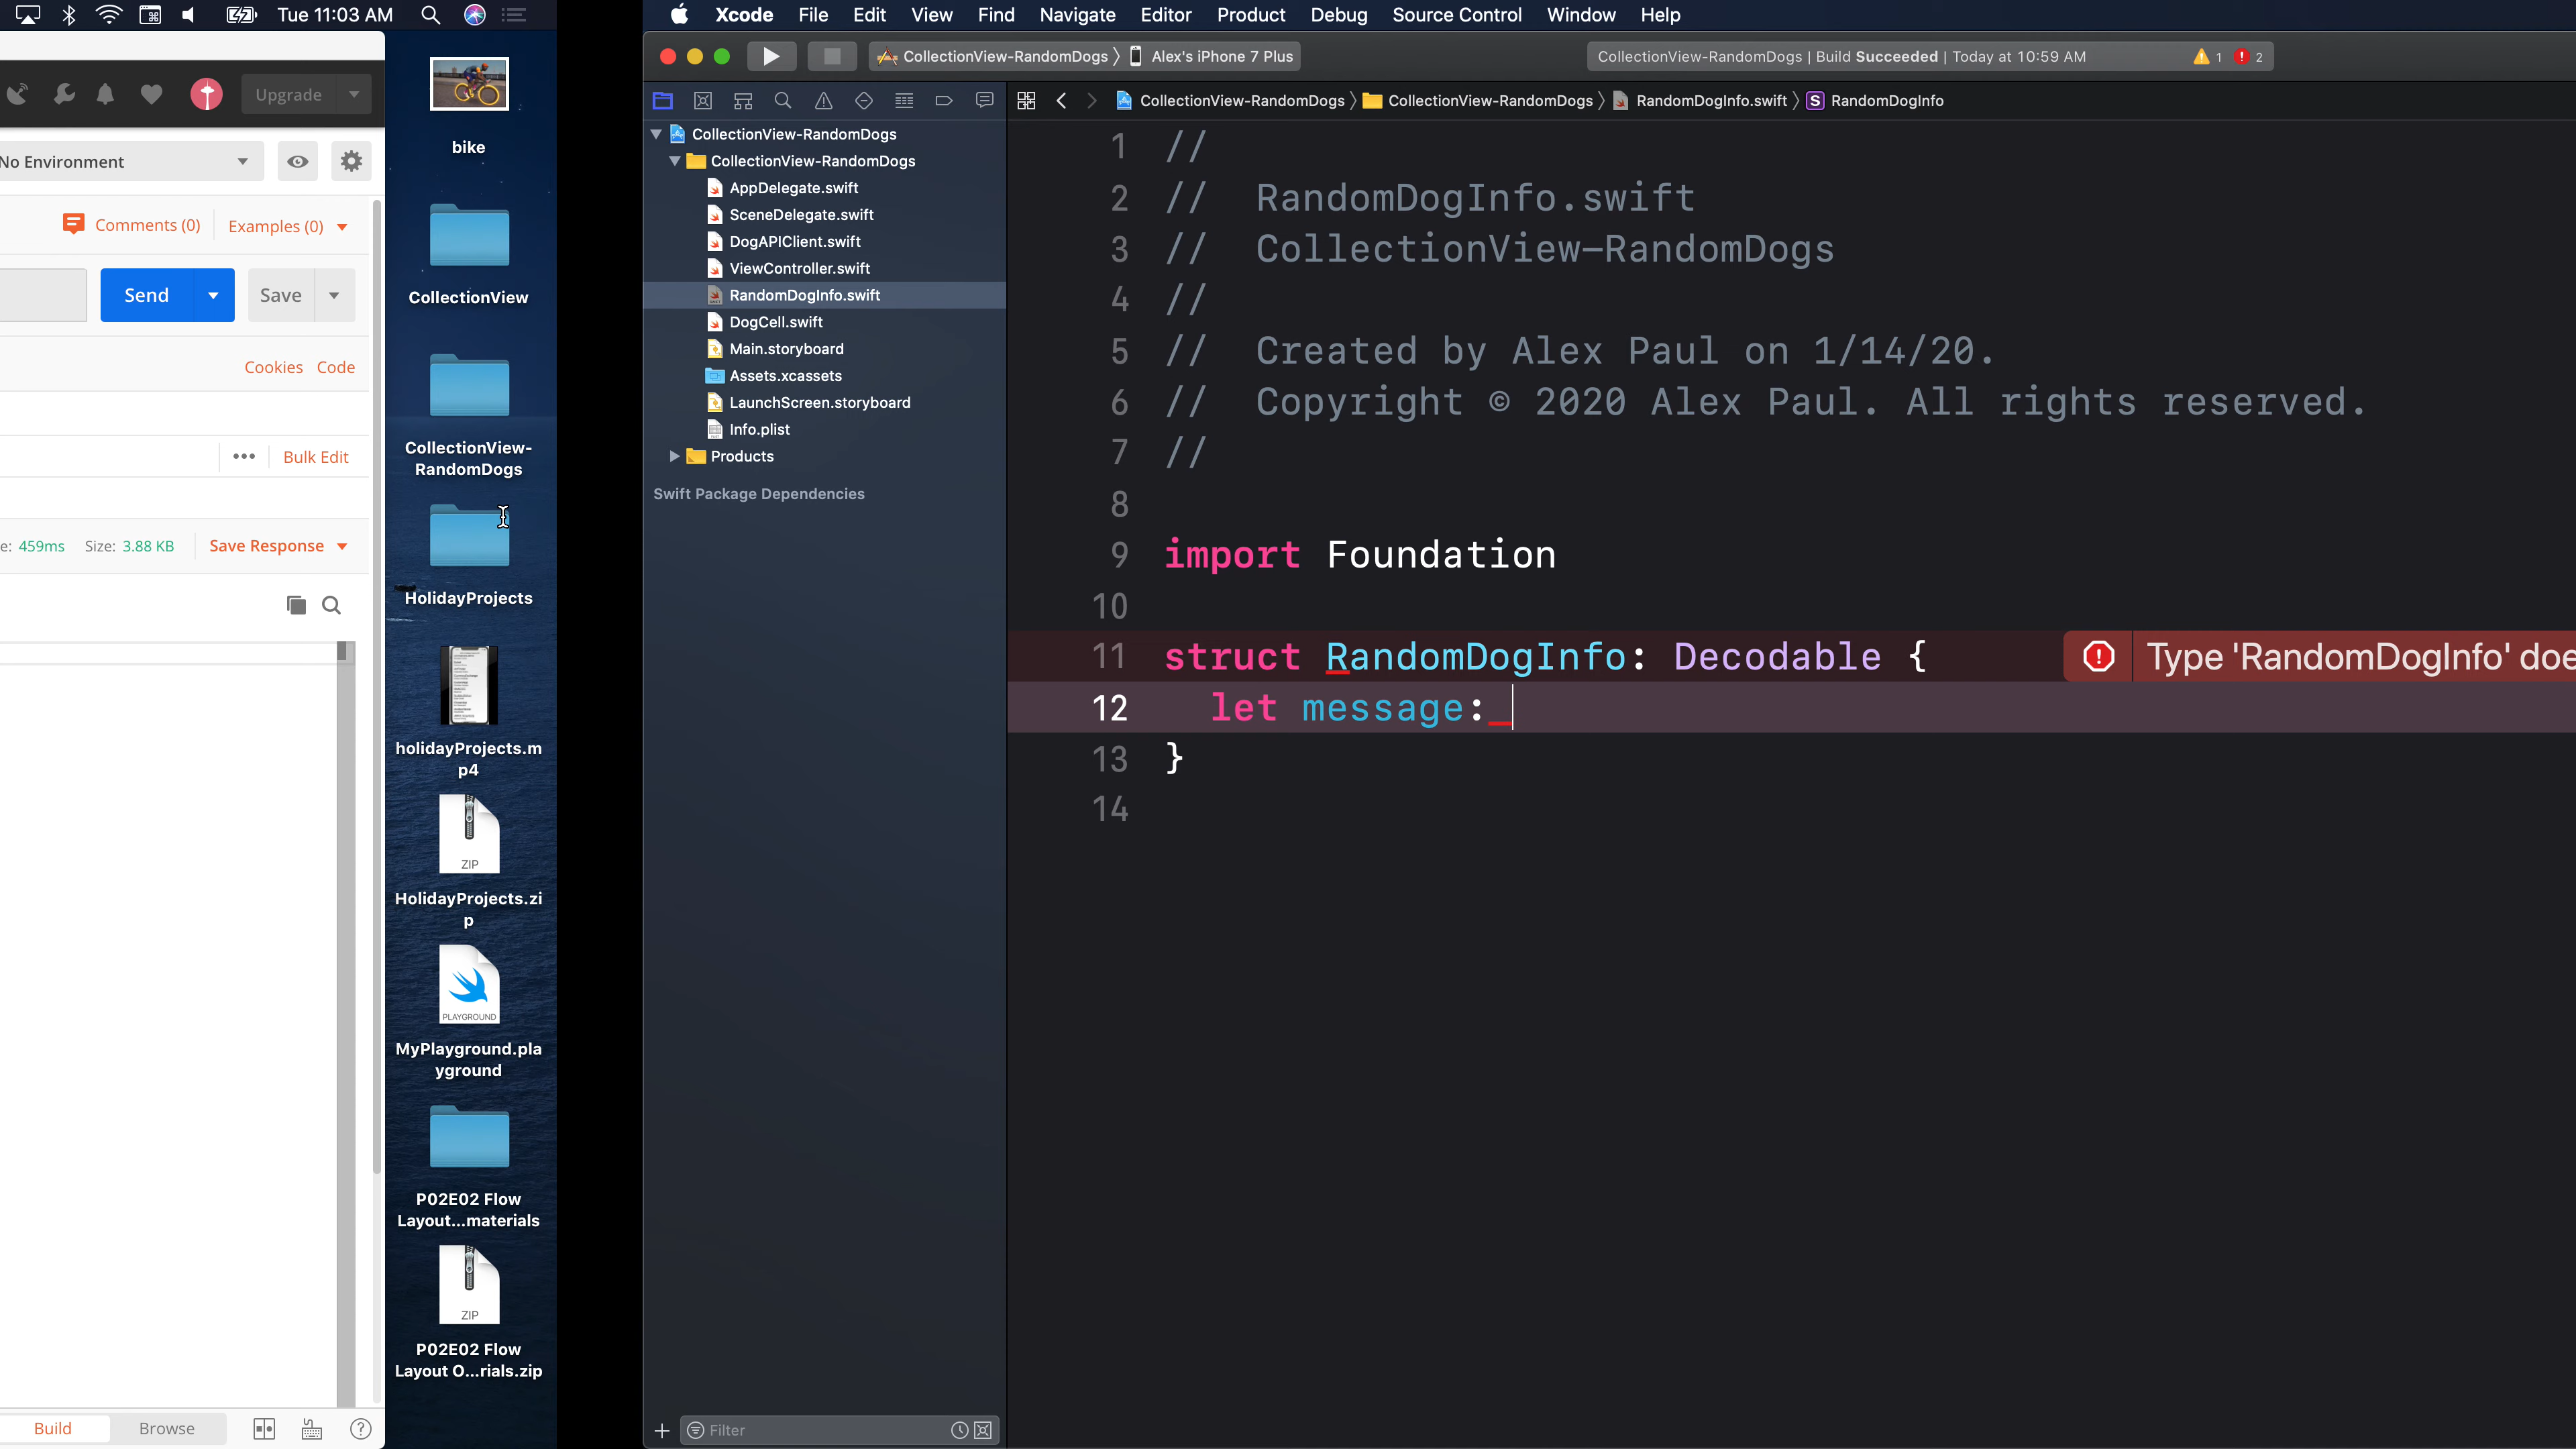 Tue 11:03 AM
Upgrade
No Environment
Comments (0) Examples (0)
Send Save
Cookies Code
••• Bulk Edit
e: 459ms Size: 3.88 KB Save Response
Build Browse
bike
CollectionView
CollectionView-
RandomDogs
HolidayProjects
holidayProjects.m
p4
ZIP
HolidayProjects.zi
p
PLAYGROUND
MyPlayground.pla
yground
P02E02 Flow
Layout...materials
ZIP
P02E02 Flow
Layout O...rials.zip
Xcode File Edit View Find Navigate Editor Product Debug Source Control Window Help
CollectionView-RandomDogs 〉 Alex's iPhone 7 Plus
CollectionView-RandomDogs | Build Succeeded | Today at 10:59 AM 1 2
CollectionView-RandomDogs 〉 CollectionView-RandomDogs 〉 RandomDogInfo.swift 〉 S RandomDogInfo
CollectionView-RandomDogs
CollectionView-RandomDogs
AppDelegate.swift
SceneDelegate.swift
DogAPIClient.swift
ViewController.swift
RandomDogInfo.swift
DogCell.swift
Main.storyboard
Assets.xcassets
LaunchScreen.storyboard
Info.plist
Products
Swift Package Dependencies
Filter
1 //
2 // RandomDogInfo.swift
3 // CollectionView-RandomDogs
4 //
5 // Created by Alex Paul on 1/14/20.
6 // Copyright © 2020 Alex Paul. All rights reserved.
7 //
8
9 import Foundation
10
11 struct RandomDogInfo: Decodable { Type 'RandomDogInfo' doe
12 let message:
13 }
14